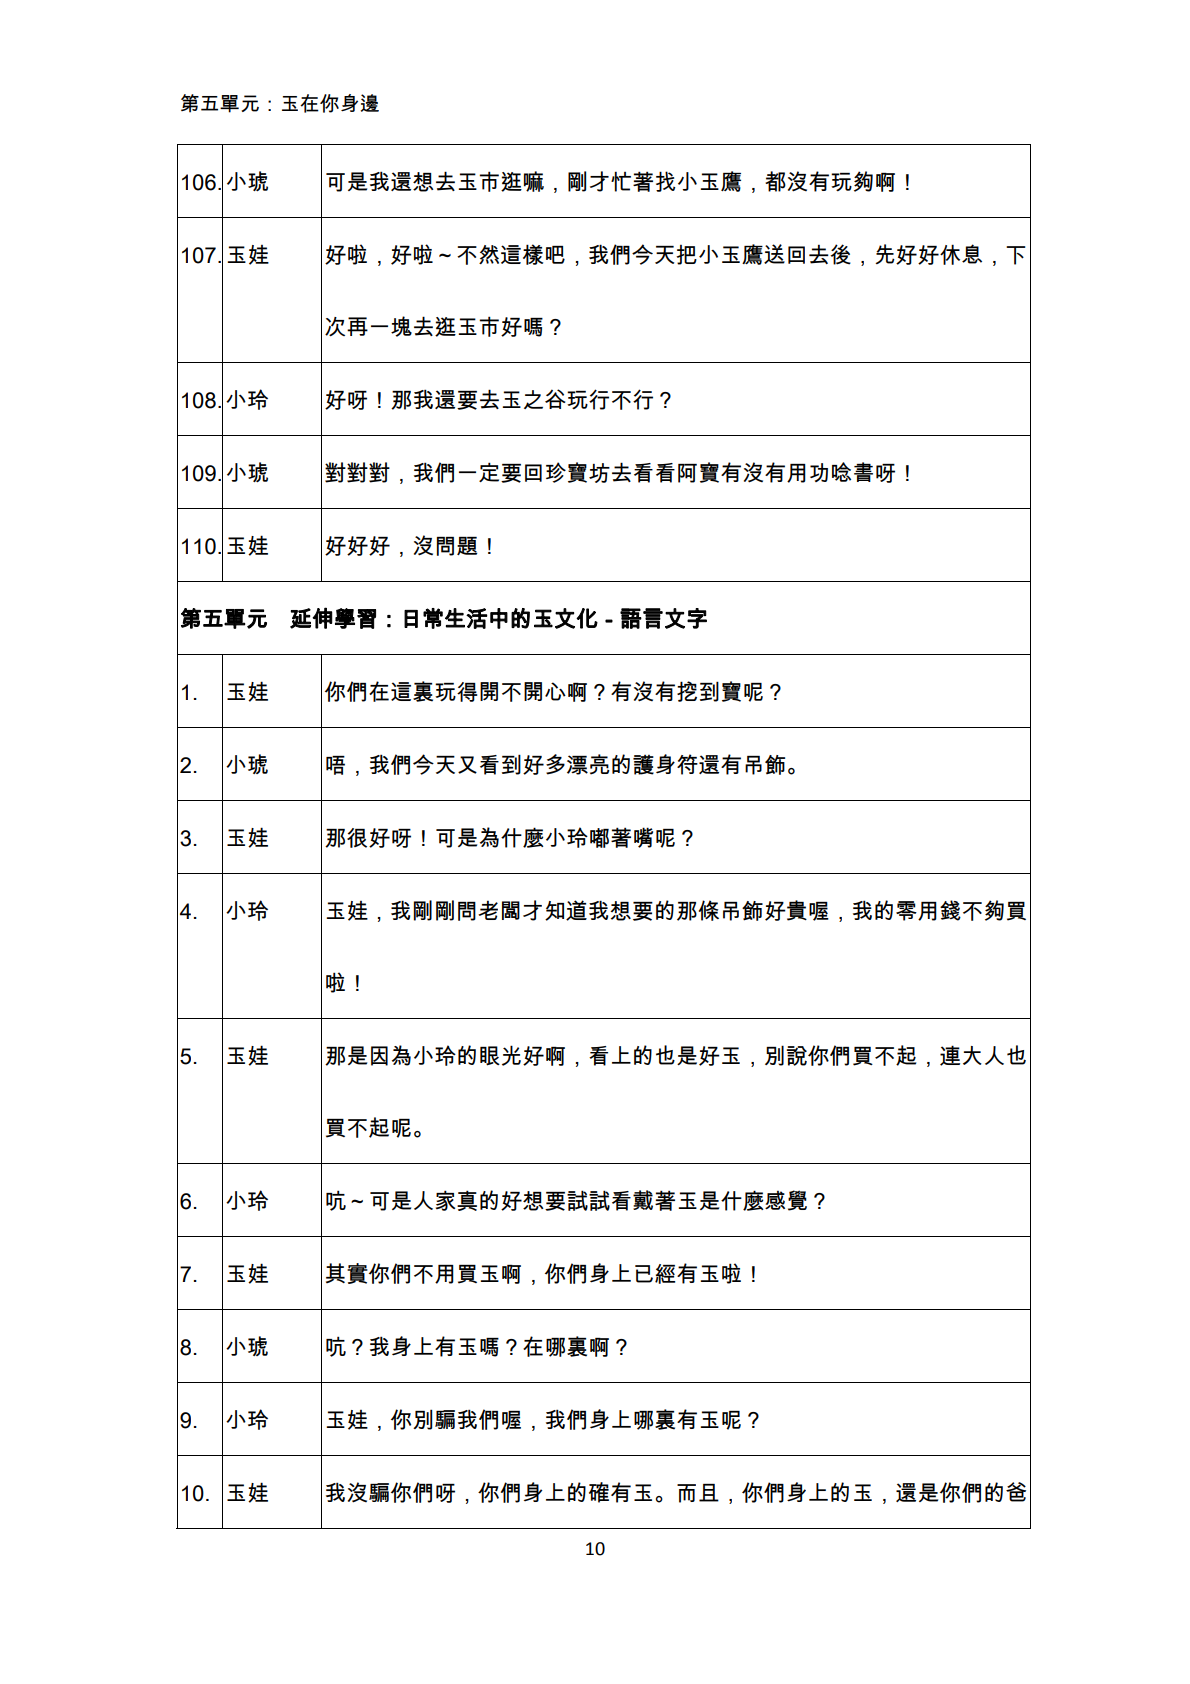 第五單元：玉在你身邊
106. 小琥 可是我還想去玉市逛嘛，剛才忙著找小玉鷹，都沒有玩夠啊！
107. 玉娃 好啦，好啦～不然這樣吧，我們今天把小玉鷹送回去後，先好好休息，下
次再一塊去逛玉市好嗎？
108. 小玲 好呀！那我還要去玉之谷玩行不行？
109. 小琥 對對對，我們一定要回珍寶坊去看看阿寶有沒有用功唸書呀！
110. 玉娃 好好好，沒問題！
第五單元　延伸學習：日常生活中的玉文化－語言文字
1. 玉娃 你們在這裏玩得開不開心啊？有沒有挖到寶呢？
2. 小琥 唔，我們今天又看到好多漂亮的護身符還有吊飾。
3. 玉娃 那很好呀！可是為什麼小玲嘟著嘴呢？
4. 小玲 玉娃，我剛剛問老闆才知道我想要的那條吊飾好貴喔，我的零用錢不夠買
啦！
5. 玉娃 那是因為小玲的眼光好啊，看上的也是好玉，別說你們買不起，連大人也
買不起呢。
6. 小玲 吭～可是人家真的好想要試試看戴著玉是什麼感覺？
7. 玉娃 其實你們不用買玉啊，你們身上已經有玉啦！
8. 小琥 吭？我身上有玉嗎？在哪裏啊？
9. 小玲 玉娃，你別騙我們喔，我們身上哪裏有玉呢？
10. 玉娃 我沒騙你們呀，你們身上的確有玉。而且，你們身上的玉，還是你們的爸
10